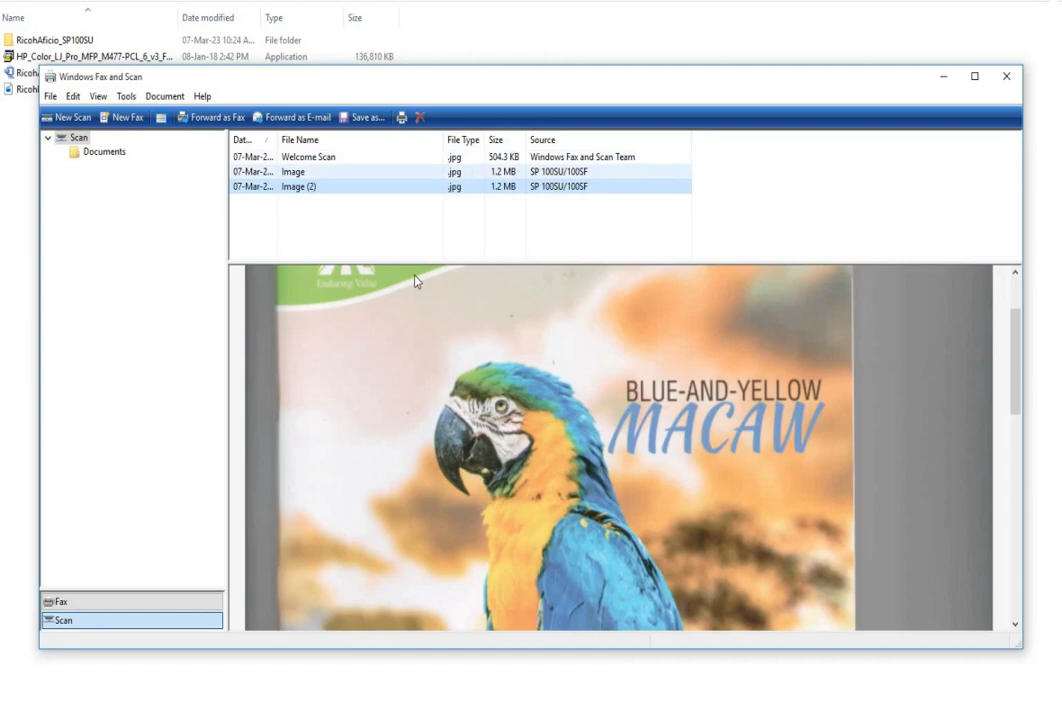 Name Date modified Type Size
RicohAficio_SP100SU 07-Mar-23 10:24 A... File folder
HP_Color_LJ_Pro_MFP_M477-PCL_6_v3_F... 08-Jan-18 2:42 PM Application 136,810 KB
Windows Fax and Scan
File Edit View Tools Document Help
New Scan New Fax Forward as Fax Forward as E-mail Save as...
Scan
Documents
Dat... File Name File Type Size Source
07-Mar-2... Welcome Scan .jpg 504.3 KB Windows Fax and Scan Team
07-Mar-2... Image .jpg 1.2 MB SP 100SU/100SF
07-Mar-2... Image (2) .jpg 1.2 MB SP 100SU/100SF
Enduring Value
BLUE-AND-YELLOW
MACAW
Fax
Scan